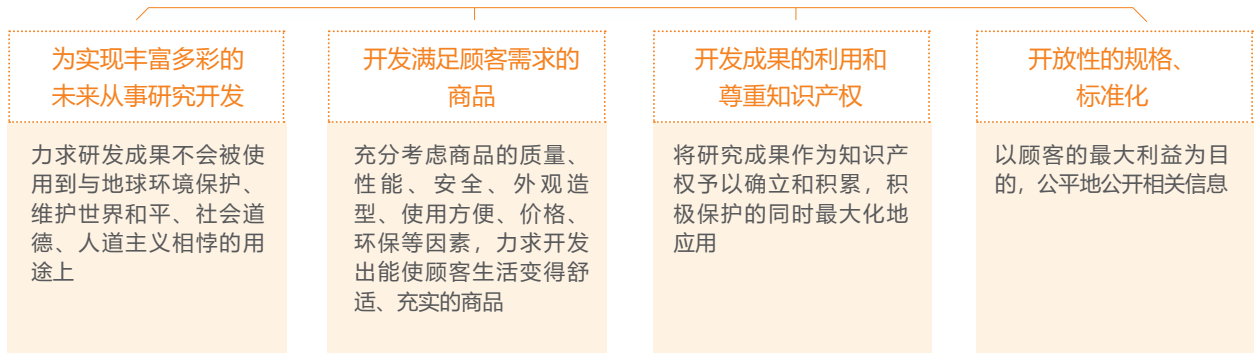 为实现丰富多彩的
未来从事研究开发
力求研发成果不会被使
用到与地球环境保护、
维护世界和平、社会道
德、人道主义相悖的用
途上
开发满足顾客需求的
商品
充分考虑商品的质量、
性能、安全、外观造
型、使用方便、价格、
环保等因素，力求开发
出能使顾客生活变得舒
适、充实的商品
开发成果的利用和
尊重知识产权
将研究成果作为知识产
权予以确立和积累，积
极保护的同时最大化地
应用
开放性的规格、
标准化
以顾客的最大利益为目
的，公平地公开相关信息